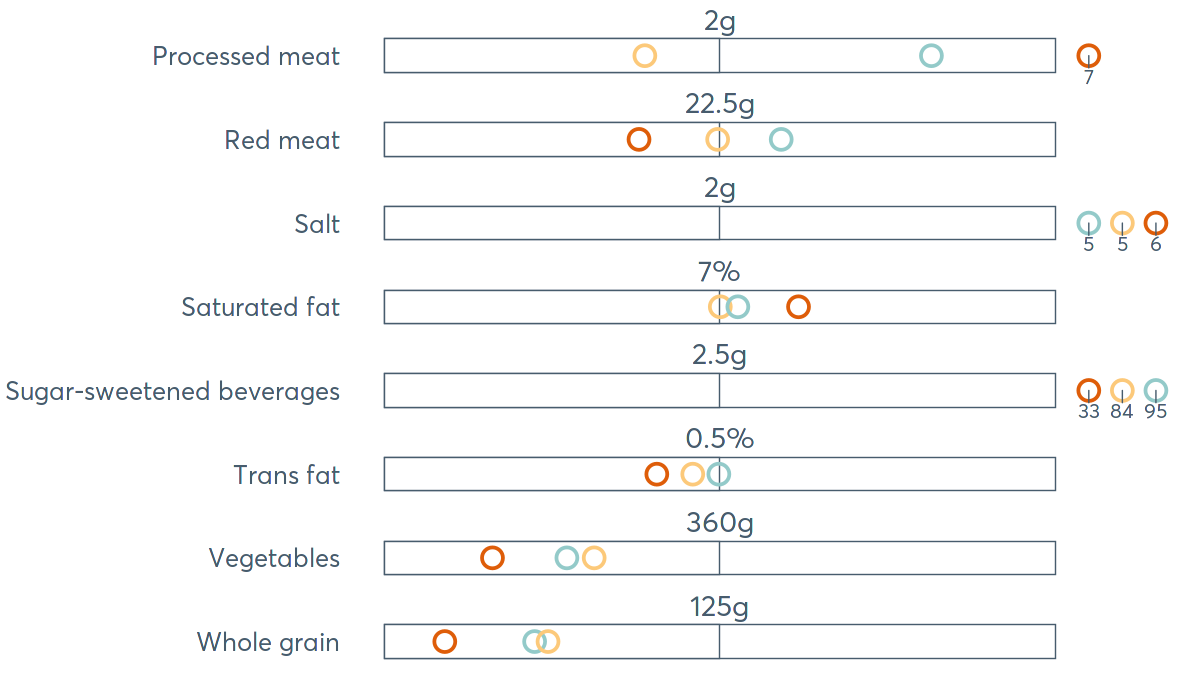 2g
Processed meat
7
22.5g
Red meat
2g
Salt
5 5 6
7%
Saturated fat
2.5g
Sugar-sweetened beverages
33 84 95
0.5%
Trans fat
360g
Vegetables
125g
Whole grain